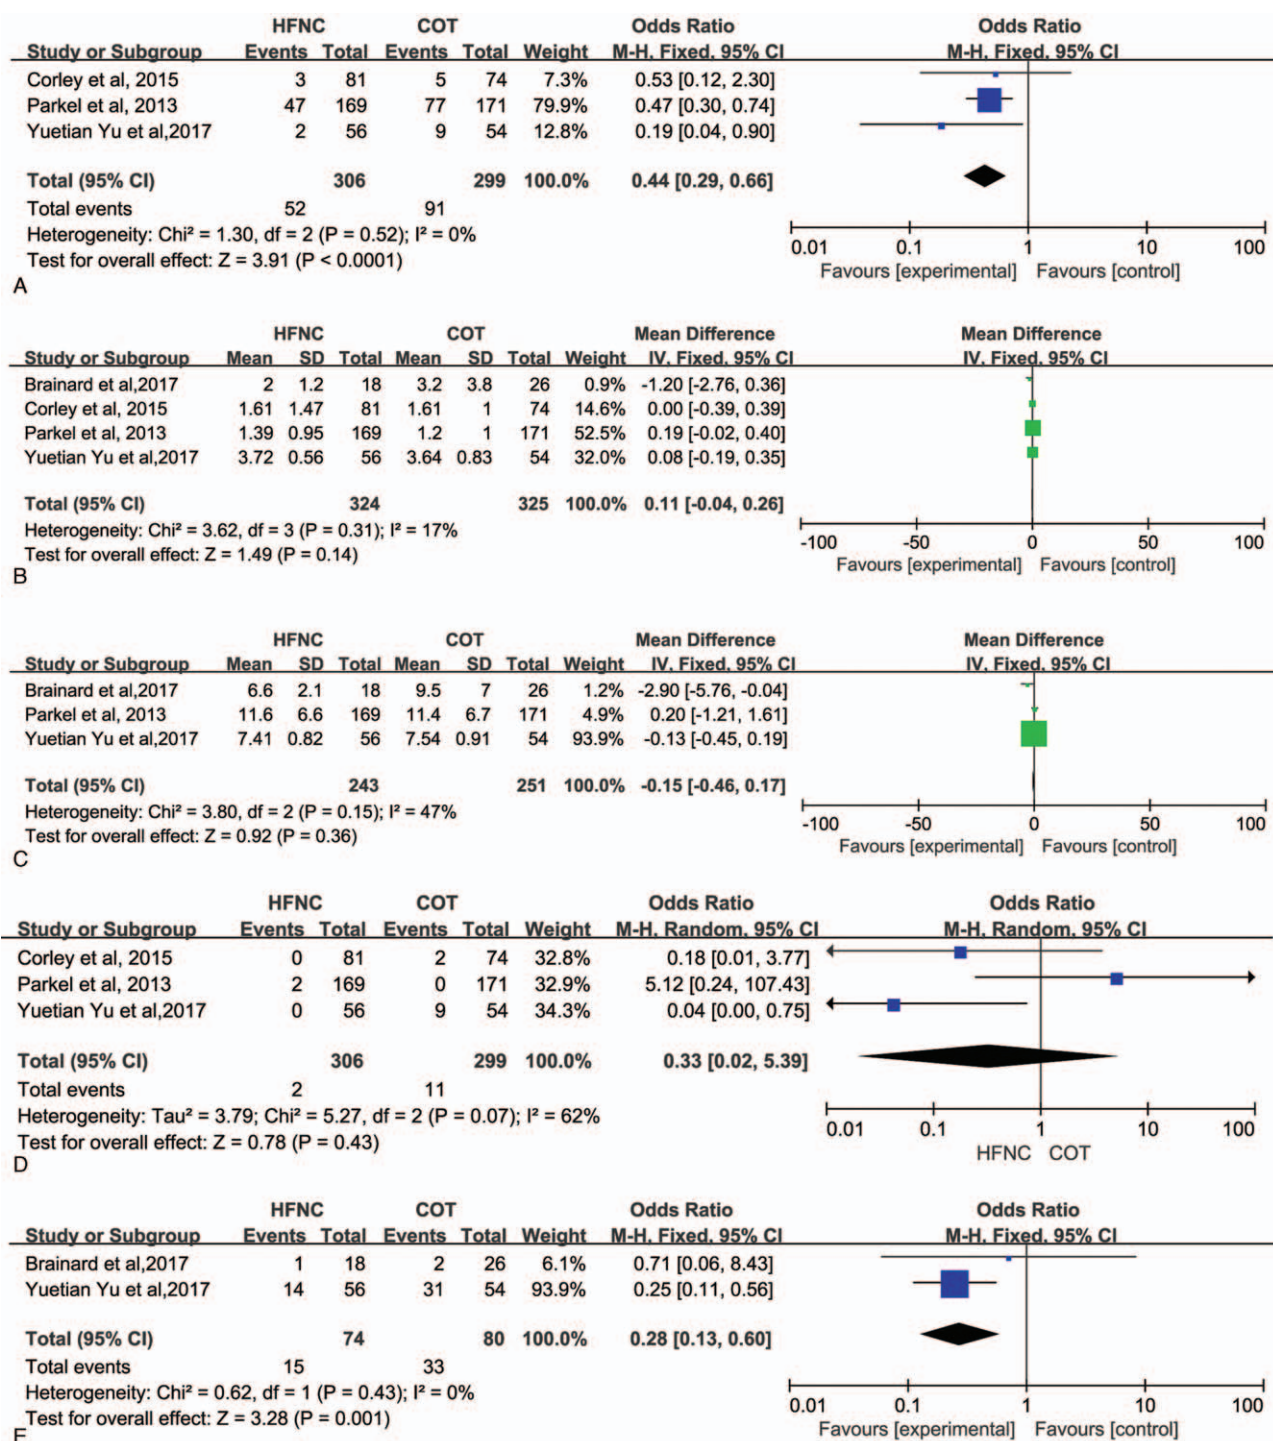 HFNC COT Odds Ratio Odds Ratio
Study or Subgroup Events Total Events Total Weight M-H, Fixed, 95% CI M-H, Fixed, 95% CI
Corley et al, 2015 3 81 5 74 7.3% 0.53 [0.12, 2.30]
Parkel et al, 2013 47 169 77 171 79.9% 0.47 [0.30, 0.74]
Yuetian Yu et al,2017 2 56 9 54 12.8% 0.19 [0.04, 0.90]
Total (95% CI) 306 299 100.0% 0.44 [0.29, 0.66]
Total events 52 91
Heterogeneity: Chi² = 1.30, df = 2 (P = 0.52); I² = 0%
Test for overall effect: Z = 3.91 (P < 0.0001)
0.01 0.1 1 10 100
Favours [experimental] Favours [control]
A
HFNC COT Mean Difference Mean Difference
Study or Subgroup Mean SD Total Mean SD Total Weight IV, Fixed, 95% CI IV, Fixed, 95% CI
Brainard et al,2017 2 1.2 18 3.2 3.8 26 0.9% -1.20 [-2.76, 0.36]
Corley et al, 2015 1.61 1.47 81 1.61 1 74 14.6% 0.00 [-0.39, 0.39]
Parkel et al, 2013 1.39 0.95 169 1.2 1 171 52.5% 0.19 [-0.02, 0.40]
Yuetian Yu et al,2017 3.72 0.56 56 3.64 0.83 54 32.0% 0.08 [-0.19, 0.35]
Total (95% CI) 324 325 100.0% 0.11 [-0.04, 0.26]
Heterogeneity: Chi² = 3.62, df = 3 (P = 0.31); I² = 17%
Test for overall effect: Z = 1.49 (P = 0.14)
-100 -50 0 50 100
Favours [experimental] Favours [control]
B
HFNC COT Mean Difference Mean Difference
Study or Subgroup Mean SD Total Mean SD Total Weight IV, Fixed, 95% CI IV, Fixed, 95% CI
Brainard et al,2017 6.6 2.1 18 9.5 7 26 1.2% -2.90 [-5.76, -0.04]
Parkel et al, 2013 11.6 6.6 169 11.4 6.7 171 4.9% 0.20 [-1.21, 1.61]
Yuetian Yu et al,2017 7.41 0.82 56 7.54 0.91 54 93.9% -0.13 [-0.45, 0.19]
Total (95% CI) 243 251 100.0% -0.15 [-0.46, 0.17]
Heterogeneity: Chi² = 3.80, df = 2 (P = 0.15); I² = 47%
Test for overall effect: Z = 0.92 (P = 0.36)
-100 -50 0 50 100
Favours [experimental] Favours [control]
C
HFNC COT Odds Ratio Odds Ratio
Study or Subgroup Events Total Events Total Weight M-H, Random, 95% CI M-H, Random, 95% CI
Corley et al, 2015 0 81 2 74 32.8% 0.18 [0.01, 3.77]
Parkel et al, 2013 2 169 0 171 32.9% 5.12 [0.24, 107.43]
Yuetian Yu et al,2017 0 56 9 54 34.3% 0.04 [0.00, 0.75]
Total (95% CI) 306 299 100.0% 0.33 [0.02, 5.39]
Total events 2 11
Heterogeneity: Tau² = 3.79; Chi² = 5.27, df = 2 (P = 0.07); I² = 62%
Test for overall effect: Z = 0.78 (P = 0.43)
0.01 0.1 1 10 100
HFNC COT
D
HFNC COT Odds Ratio Odds Ratio
Study or Subgroup Events Total Events Total Weight M-H, Fixed, 95% CI M-H, Fixed, 95% CI
Brainard et al,2017 1 18 2 26 6.1% 0.71 [0.06, 8.43]
Yuetian Yu et al,2017 14 56 31 54 93.9% 0.25 [0.11, 0.56]
Total (95% CI) 74 80 100.0% 0.28 [0.13, 0.60]
Total events 15 33
Heterogeneity: Chi² = 0.62, df = 1 (P = 0.43); I² = 0%
Test for overall effect: Z = 3.28 (P = 0.001)
0.01 0.1 1 10 100
Favours [experimental] Favours [control]
E